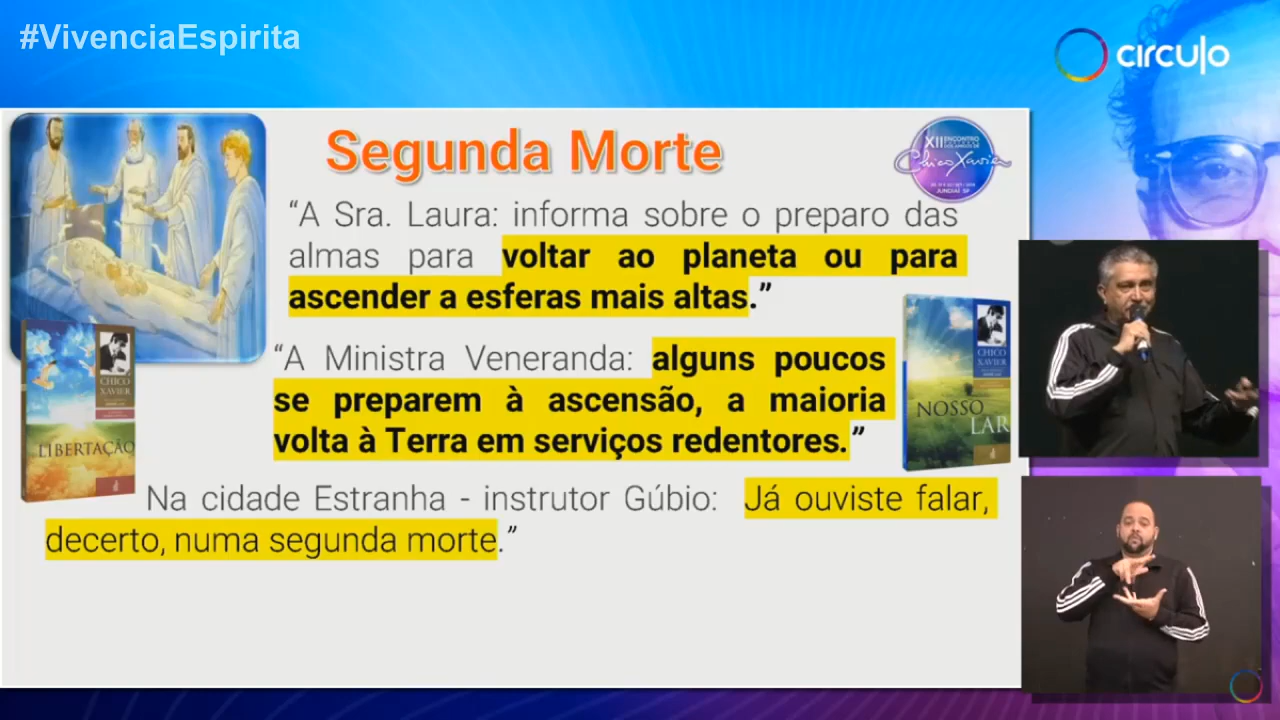 #VivenciaEspirita
circulo
Segunda Morte
XII ENCONTRO
Chico Xavier
JUNDIAÍ SP
“A Sra. Laura: informa sobre o preparo das
almas para voltar ao planeta ou para
ascender a esferas mais altas.”
“A Ministra Veneranda: alguns poucos
se preparem à ascensão, a maioria
volta à Terra em serviços redentores.”
CHICO
XAVIER
LIBERTAÇÃO
CHICO
XAVIER
NOSSO
LAR
Na cidade Estranha - instrutor Gúbio: Já ouviste falar,
decerto, numa segunda morte.”